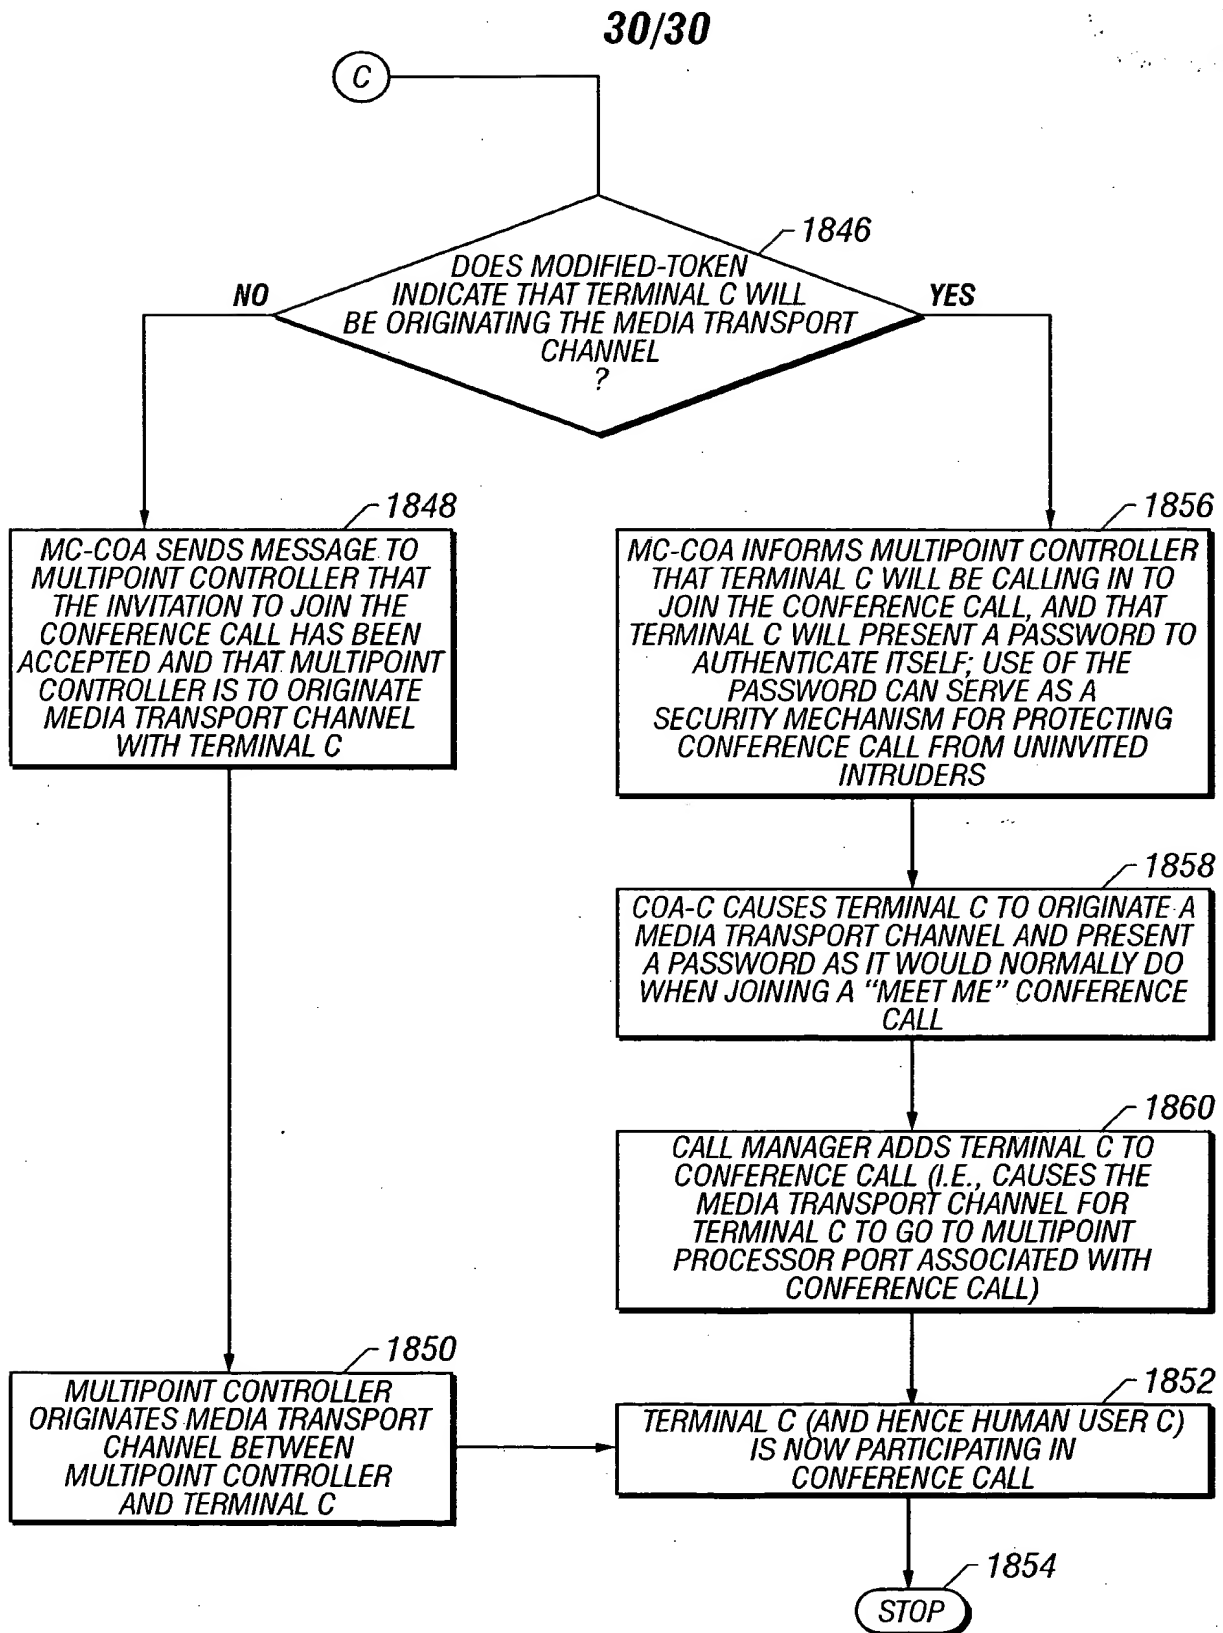 30/30
C
1846
DOES MODIFIED-TOKEN
INDICATE THAT TERMINAL C WILL
BE ORIGINATING THE MEDIA TRANSPORT
CHANNEL
?
NO
YES
1848
MC-COA SENDS MESSAGE TO
MULTIPOINT CONTROLLER THAT
THE INVITATION TO JOIN THE
CONFERENCE CALL HAS BEEN
ACCEPTED AND THAT MULTIPOINT
CONTROLLER IS TO ORIGINATE
MEDIA TRANSPORT CHANNEL
WITH TERMINAL C
1856
MC-COA INFORMS MULTIPOINT CONTROLLER
THAT TERMINAL C WILL BE CALLING IN TO
JOIN THE CONFERENCE CALL, AND THAT
TERMINAL C WILL PRESENT A PASSWORD TO
AUTHENTICATE ITSELF; USE OF THE
PASSWORD CAN SERVE AS A
SECURITY MECHANISM FOR PROTECTING
CONFERENCE CALL FROM UNINVITED
INTRUDERS
1858
COA-C CAUSES TERMINAL C TO ORIGINATE A
MEDIA TRANSPORT CHANNEL AND PRESENT
A PASSWORD AS IT WOULD NORMALLY DO
WHEN JOINING A “MEET ME” CONFERENCE
CALL
1860
CALL MANAGER ADDS TERMINAL C TO
CONFERENCE CALL (I.E., CAUSES THE
MEDIA TRANSPORT CHANNEL FOR
TERMINAL C TO GO TO MULTIPOINT
PROCESSOR PORT ASSOCIATED WITH
CONFERENCE CALL)
1850
MULTIPOINT CONTROLLER
ORIGINATES MEDIA TRANSPORT
CHANNEL BETWEEN
MULTIPOINT CONTROLLER
AND TERMINAL C
1852
TERMINAL C (AND HENCE HUMAN USER C)
IS NOW PARTICIPATING IN
CONFERENCE CALL
1854
STOP